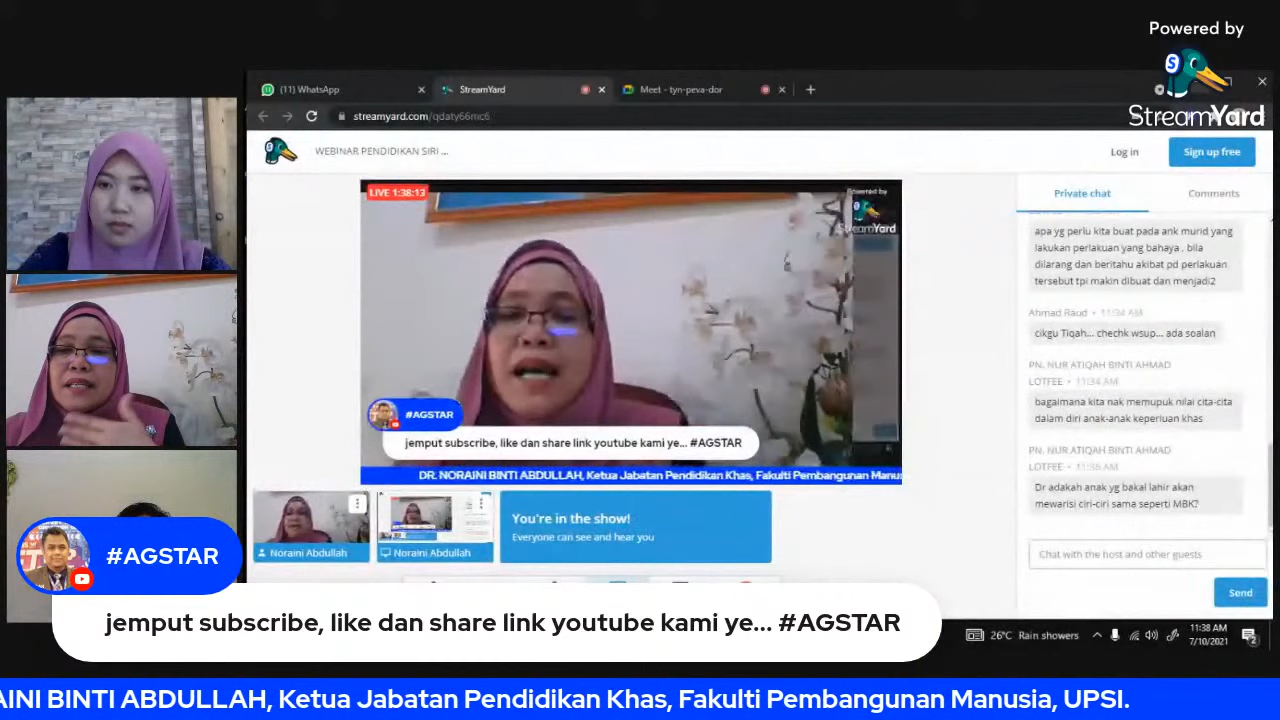 Powered by
StreamYard
(11) WhatsApp
StreamYard
Meet - tyn-peva-dor
streamyard.com/qdaty66mc6
WEBINAR PENDIDIKAN SIRI ...
Log in
Sign up free
LIVE 1:38:13
Powered by
StreamYard
#AGSTAR
jemput subscribe, like dan share link youtube kami ye... #AGSTAR
DR. NORAINI BINTI ABDULLAH, Ketua Jabatan Pendidikan Khas, Fakulti Pembangunan Manus
Noraini Abdullah
Noraini Abdullah
You're in the show!
Everyone can see and hear you
Private chat
Comments
apa yg perlu kita buat pada ank murid yang
lakukan perlakuan yang bahaya , bila
dilarang dan beritahu akibat pd perlakuan
tersebut tpi makin dibuat dan menjadi2
Ahmad Raud • 11:34 AM
cikgu Tiqah... chechk wsup... ada soalan
PN. NUR ATIQAH BINTI AHMAD
LOTFEE • 11:34 AM
bagaimana kita nak memupuk nilai cita-cita
dalam diri anak-anak keperluan khas
PN. NUR ATIQAH BINTI AHMAD
LOTFEE • 11:36 AM
Dr adakah anak yg bakal lahir akan
mewarisi ciri-ciri sama seperti MBK?
Chat with the host and other guests
Send
26°C Rain showers
11:38 AM
7/10/2021
#AGSTAR
jemput subscribe, like dan share link youtube kami ye... #AGSTAR
AINI BINTI ABDULLAH, Ketua Jabatan Pendidikan Khas, Fakulti Pembangunan Manusia, UPSI.